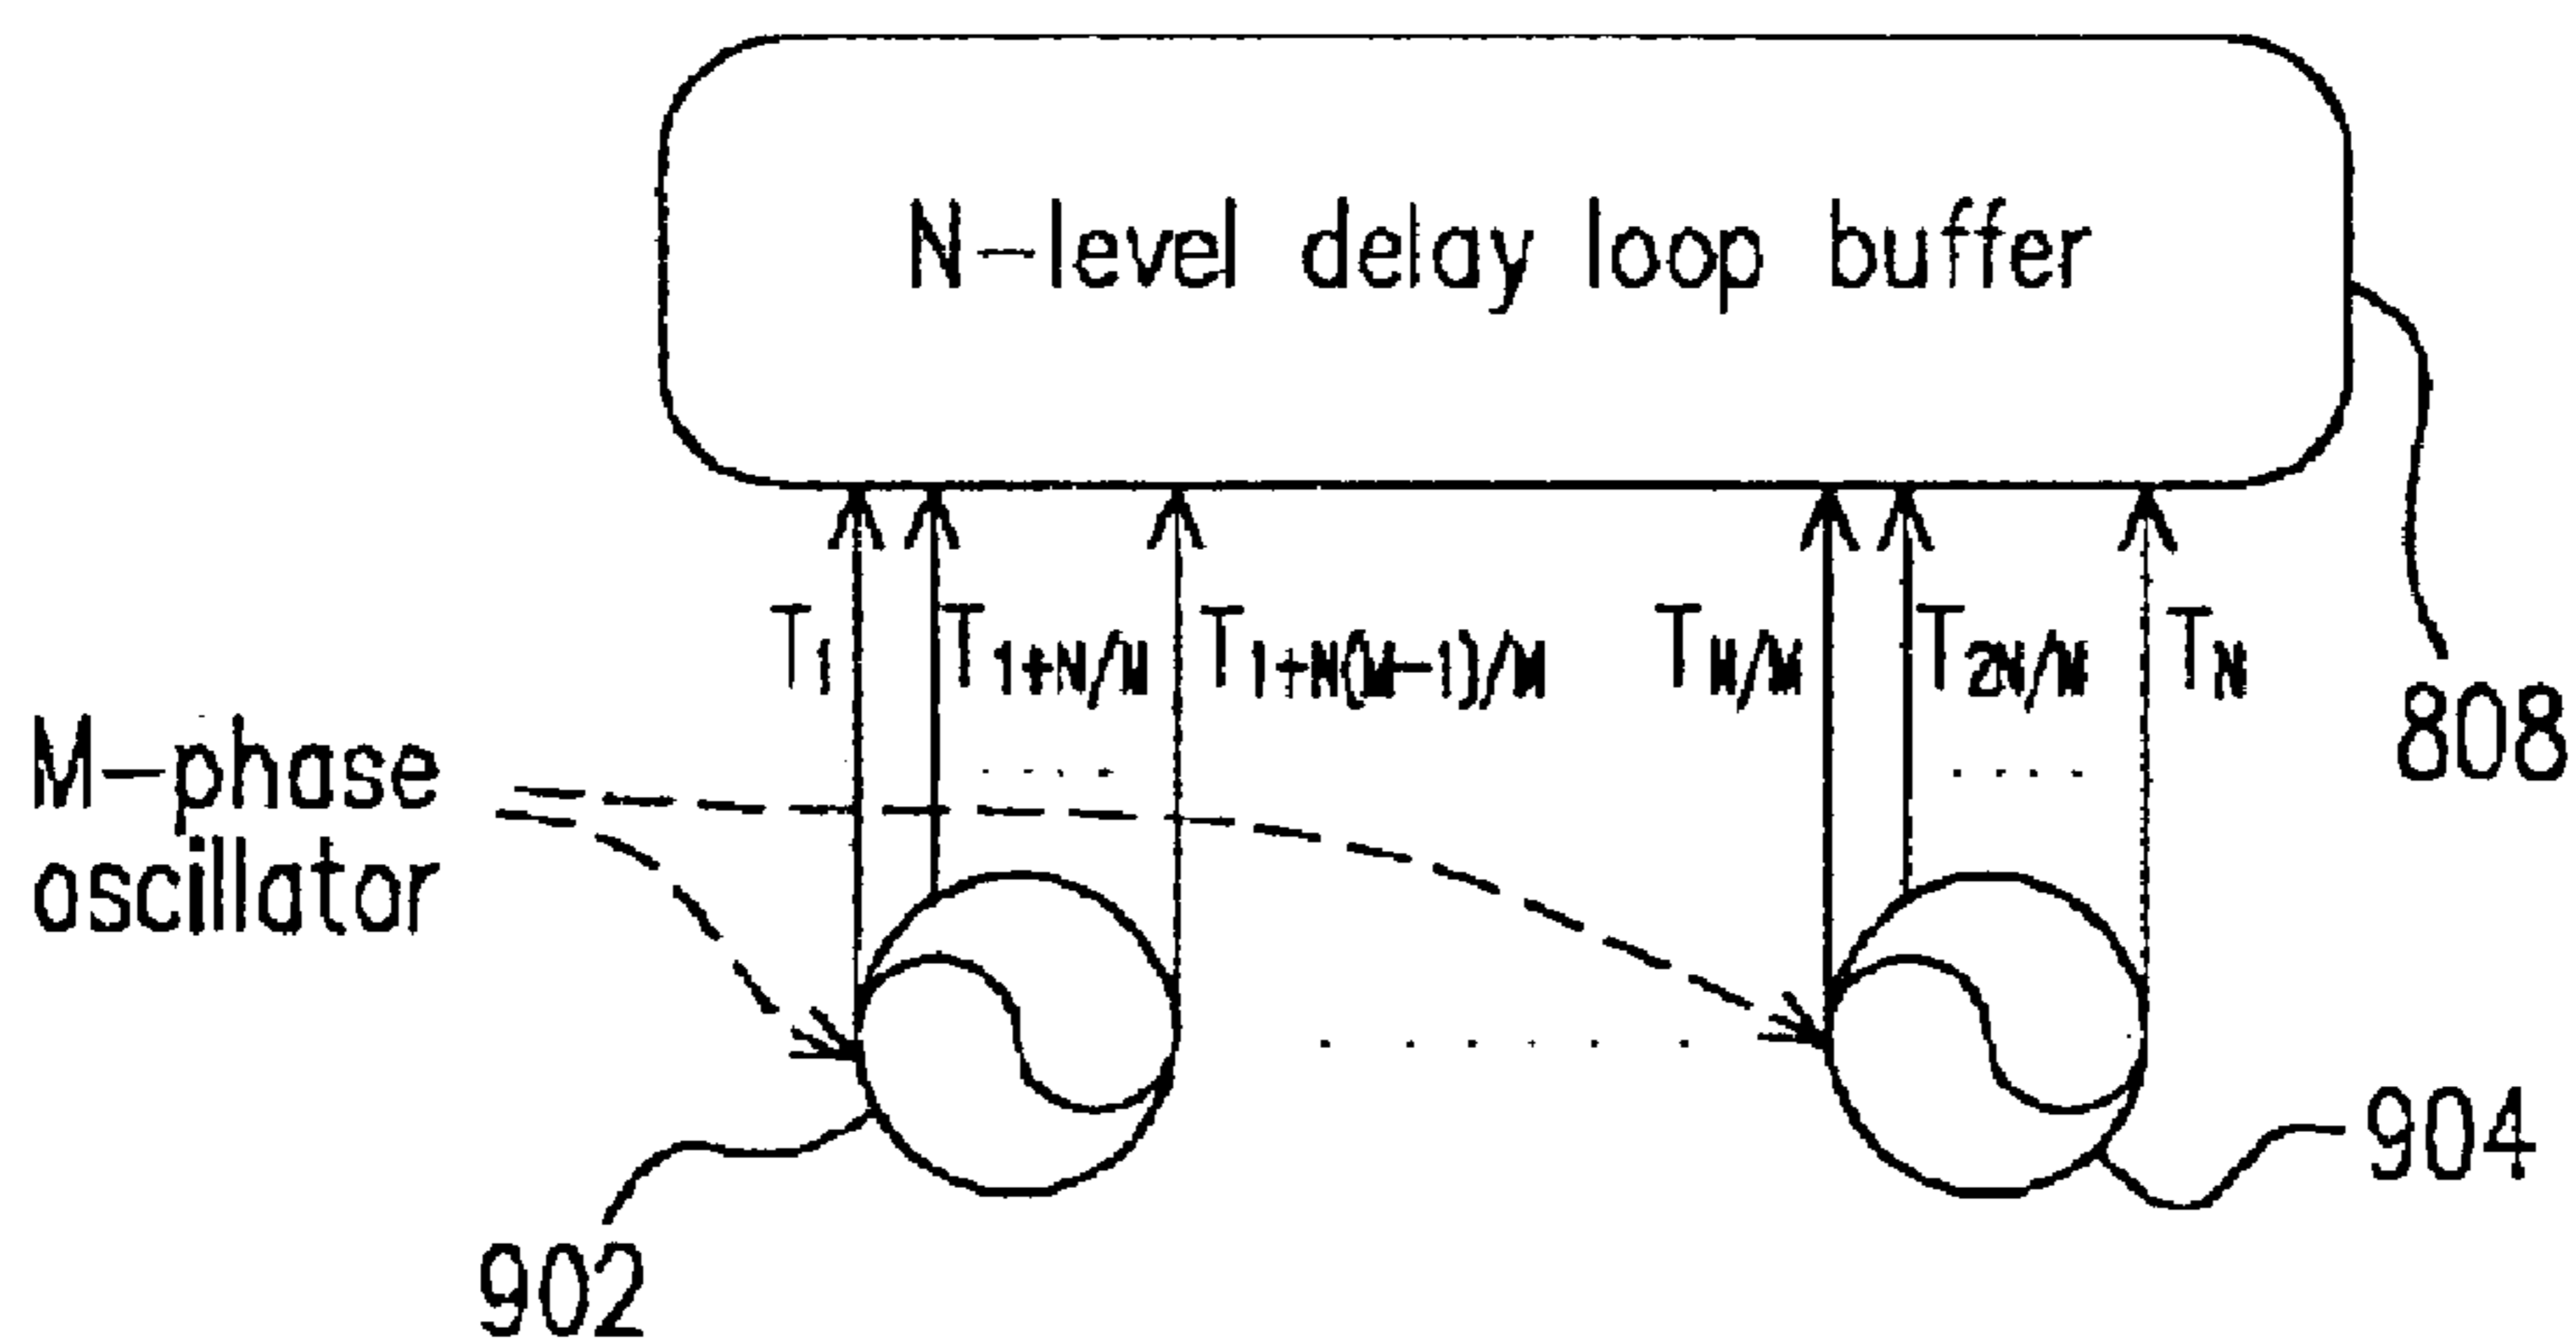 N-level delay loop buffer
T1 T1+N/M T1+N(M-1)/M TN/M T2N/M TN
808
M-phase
oscillator
904
902